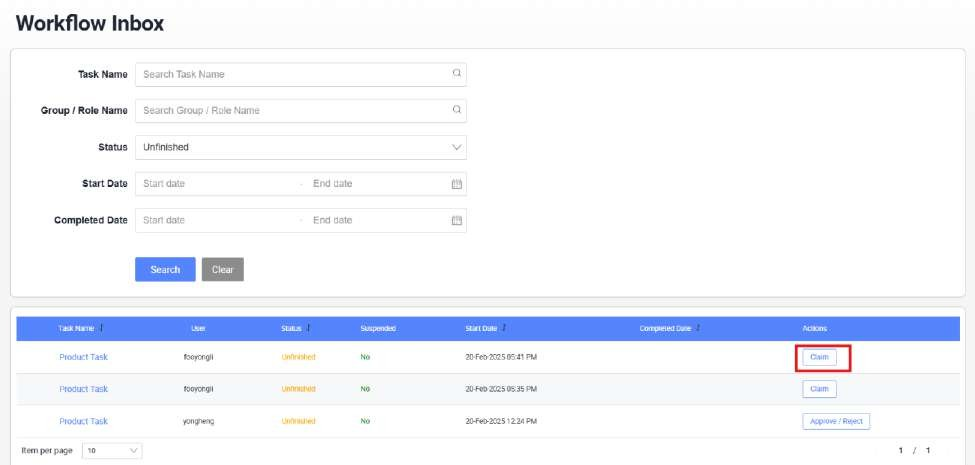 Workflow Inbox
Task Name Search Task Name
Group / Role Name Search Group / Role Name
Status Unfinished
Start Date Start date - End date
Completed Date Start date - End date
Search Clear
Task Name User Status Suspended Start Date Completed Date Actions
Product Task fooyongli Unfinished No 20-Feb-2025 05:41 PM Claim
Product Task fooyongli Unfinished No 20-Feb-2025 05:35 PM Claim
Product Task yongheng Unfinished No 20-Feb-2025 12:24 PM Approve / Reject
Item per page 10 1 / 1